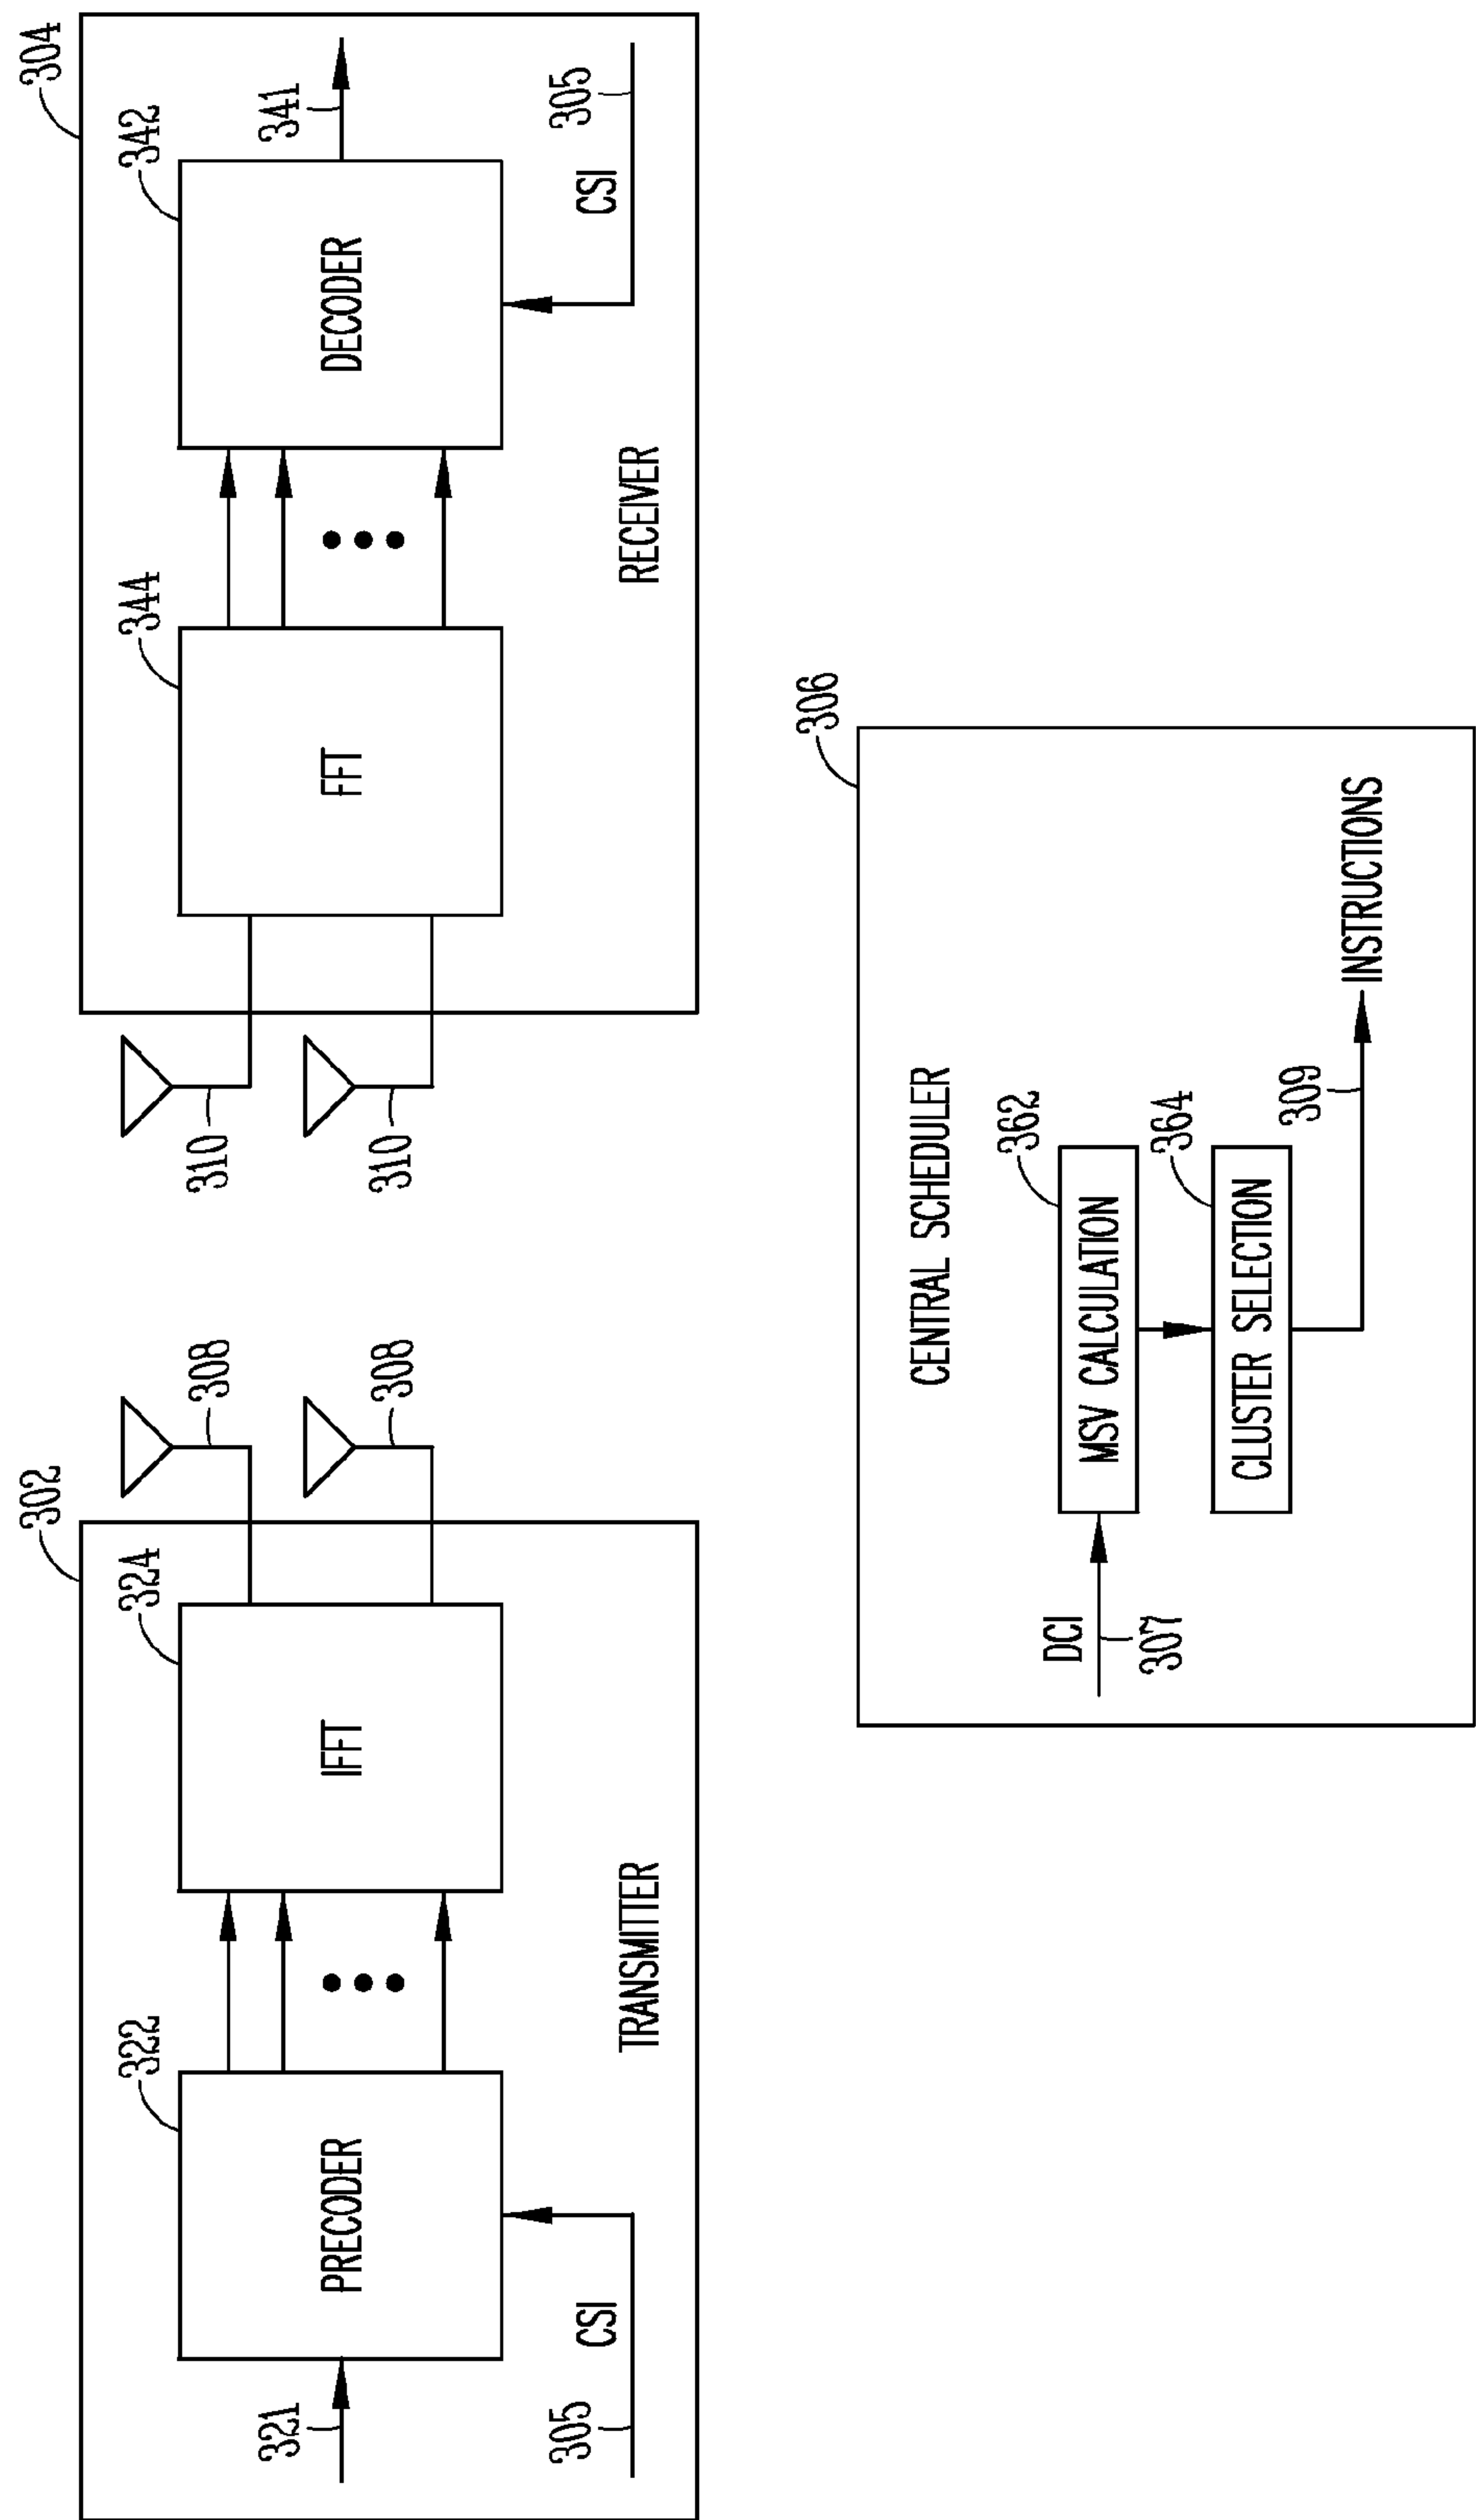 302
304
322
324
308
310
344
342
308
310
321
341
PRECODER
IFFT
FFT
DECODER
305
CSI
CSI
305
TRANSMITTER
RECEIVER
306
CENTRAL SCHEDULER
362
DCI
MSV CALCULATION
307
364
CLUSTER SELECTION
309
INSTRUCTIONS